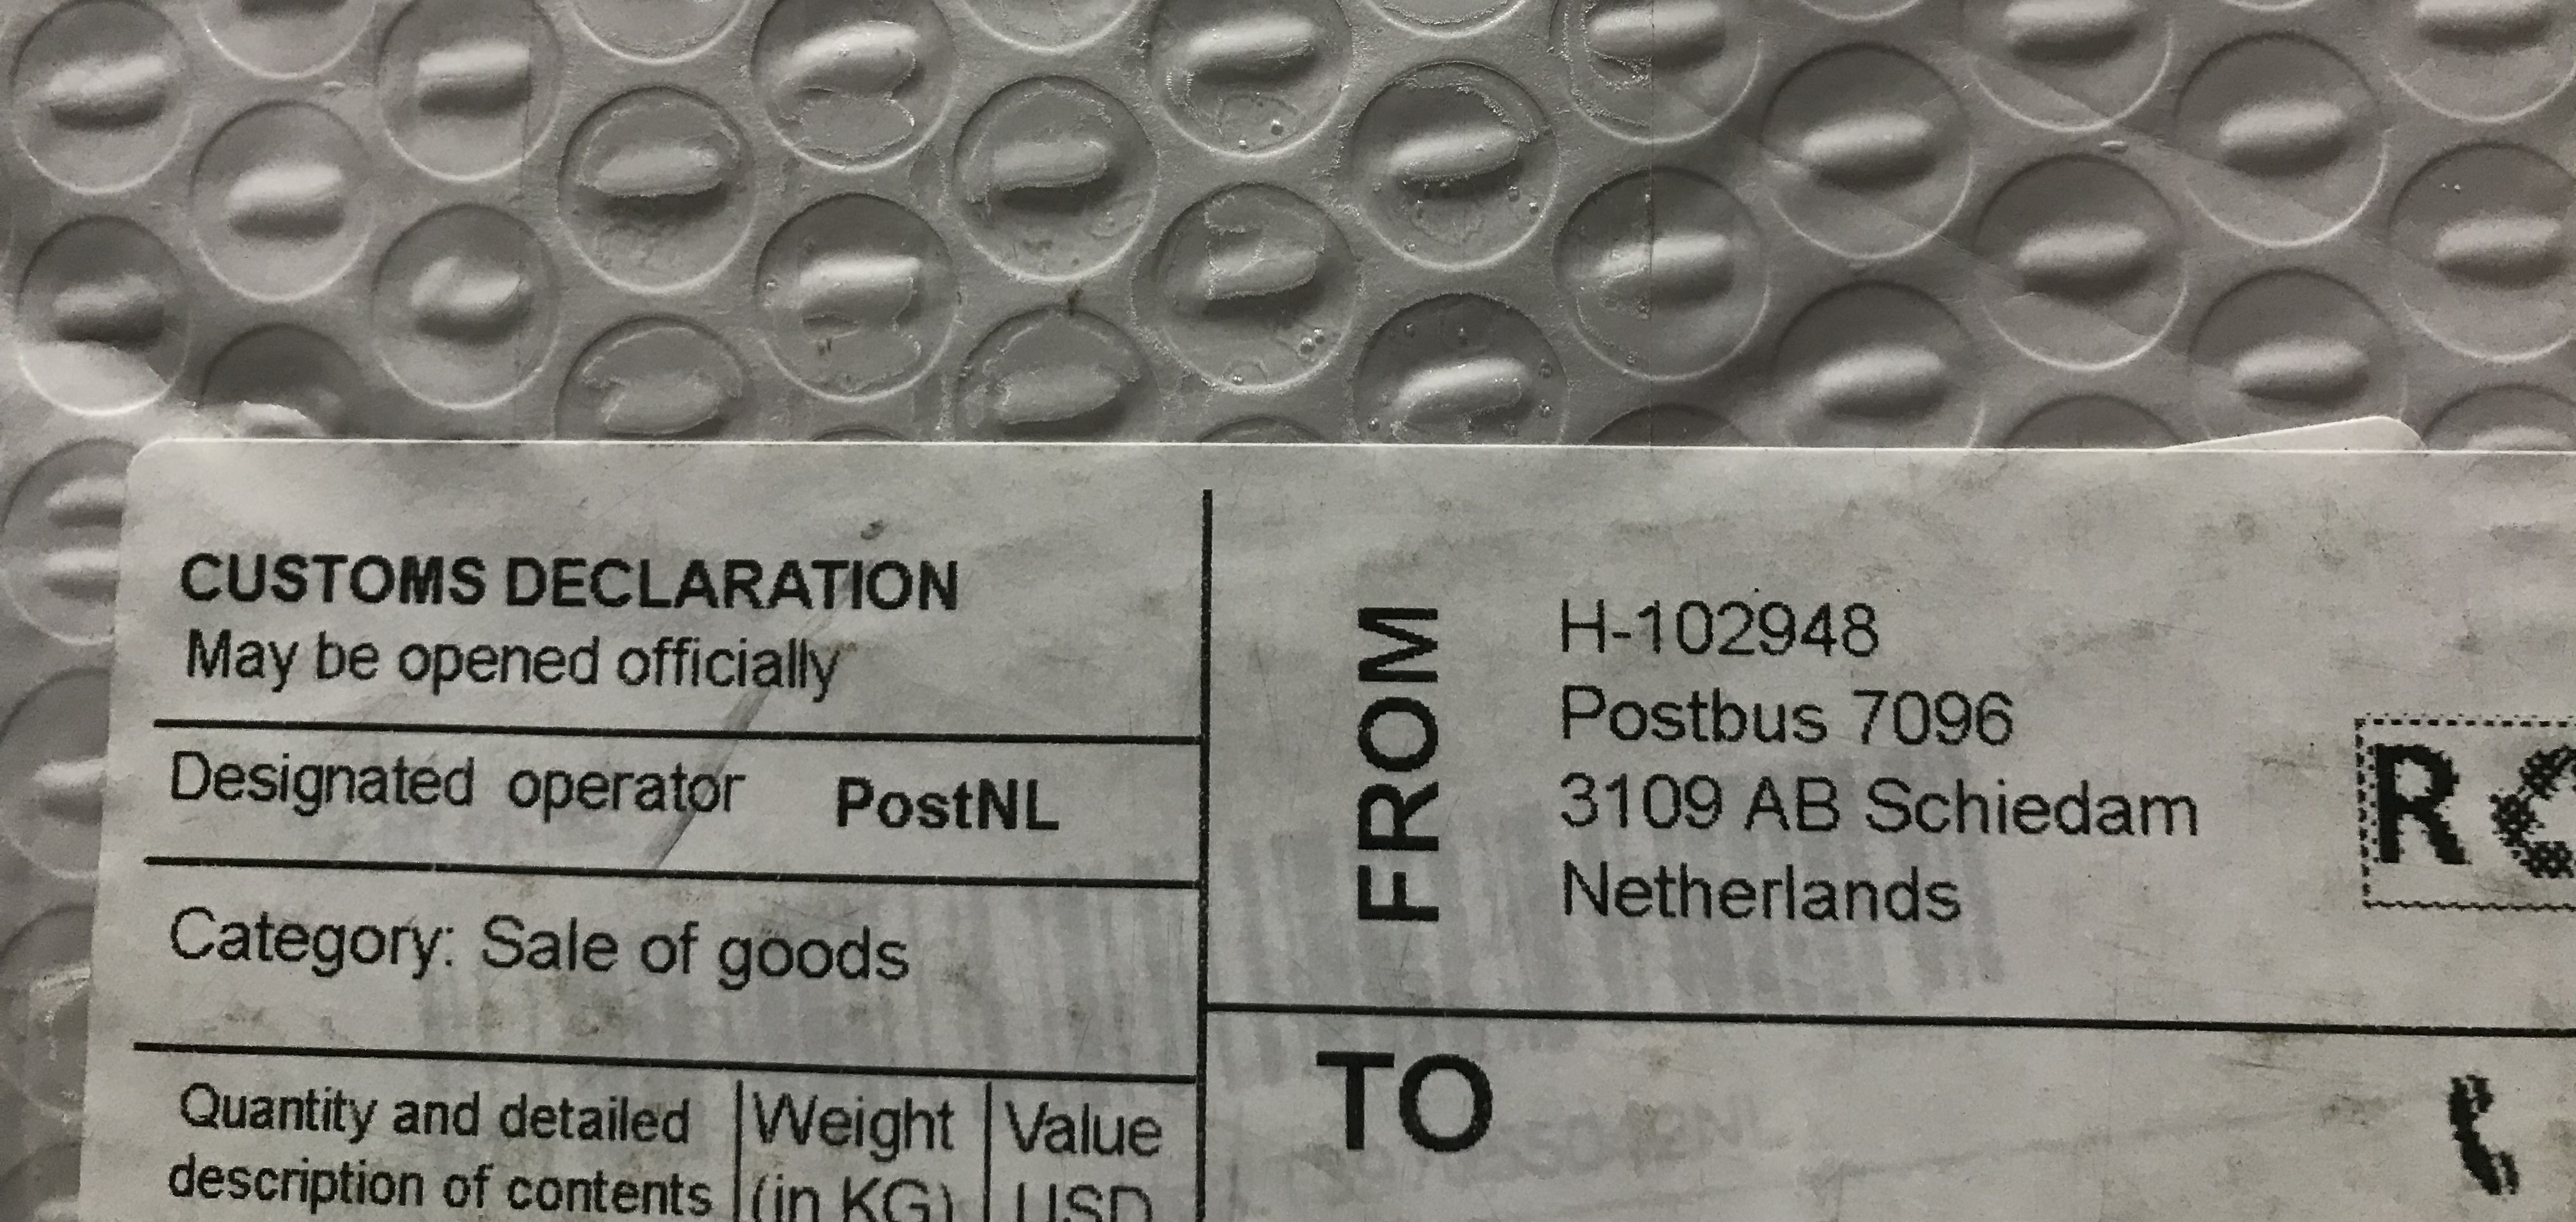 CUSTOMS DECLARATION
May be opened officially
Designated operator PostNL
Category: Sale of goods
Quantity and detailed
description of contents
Weight
(in KG)
Value
USD
FROM
H-102948
Postbus 7096
3109 AB Schiedam
Netherlands
R
TO